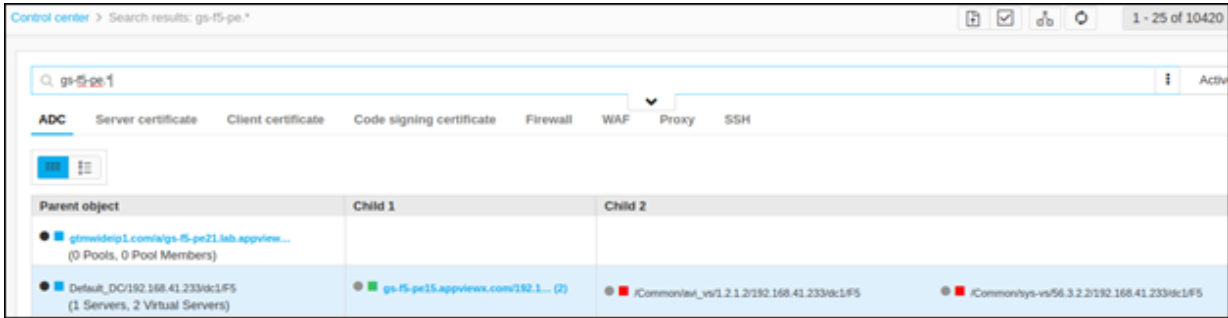 Control center > Search results: gs-f5-pe.*
1 - 25 of 10420
gs-f5-pe.*
Activ
ADC Server certificate Client certificate Code signing certificate Firewall WAF Proxy SSH
Parent object Child 1 Child 2
gtmwideip1.com/a/gs-f5-pe21.lab.appview...
(0 Pools, 0 Pool Members)
Default_DC/192.168.41.233/dc1/F5 gs-f5-pe15.appviewx.com/192.1... (2) /Common/avi_vs/1.2.1.2/192.168.41.233/dc1/F5 /Common/sys-vs/56.3.2.2/192.168.41.233/dc1/F5
(1 Servers, 2 Virtual Servers)